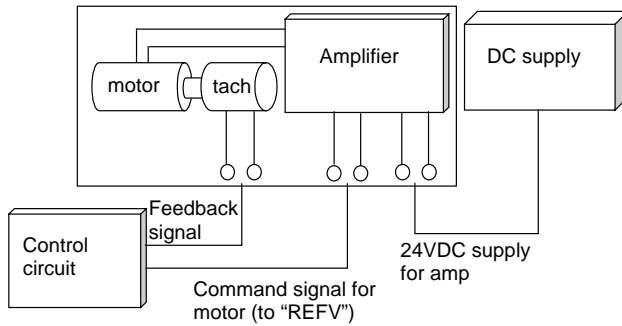 Amplifier
DC supply
motor
tach
Feedback
signal
Control
circuit
24VDC supply
for amp
Command signal for
motor (to “REFV”)